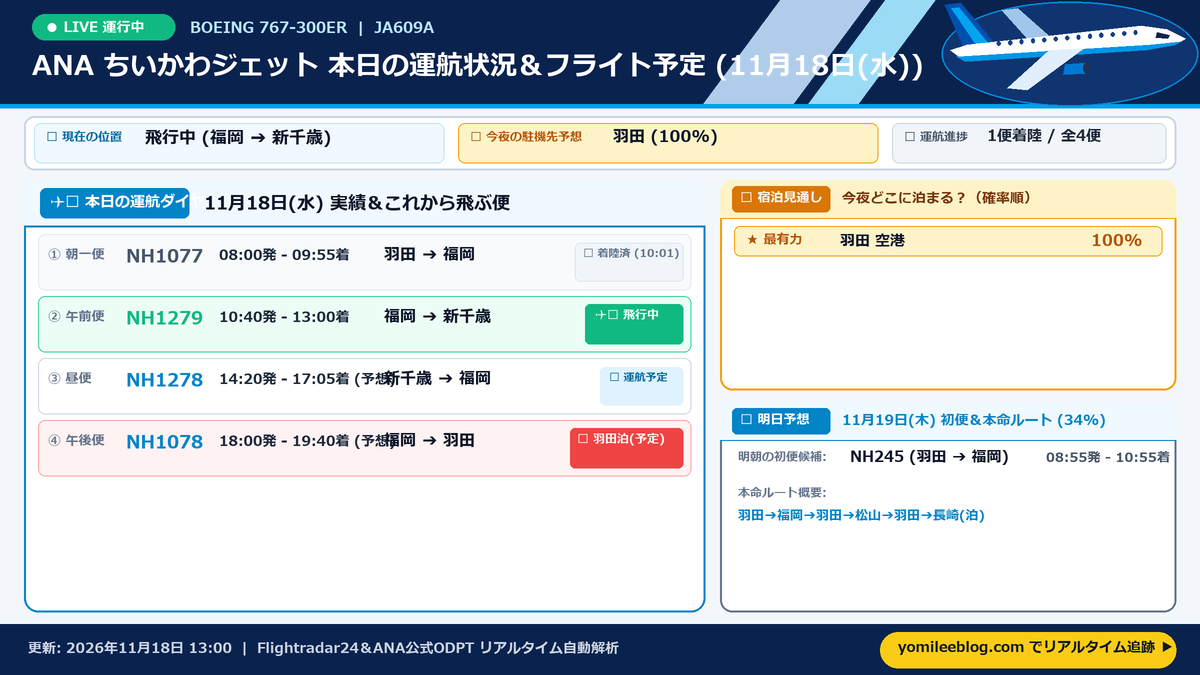 ● LIVE 運行中 BOEING 767-300ER | JA609A
ANA ちいかわジェット 本日の運航状況＆フライト予定 (11月18日(水))
□ 現在の位置 飛行中 (福岡 → 新千歳)
□ 今夜の駐機先予想 羽田 (100%)
□ 運航進捗 1便着陸 / 全4便
✈□ 本日の運航ダイ 11月18日(水) 実績＆これから飛ぶ便
① 朝一便 NH1077 08:00発 - 09:55着 羽田 → 福岡 □ 着陸済 (10:01)
② 午前便 NH1279 10:40発 - 13:00着 福岡 → 新千歳 ✈□ 飛行中
③ 昼便 NH1278 14:20発 - 17:05着 (予想 新千歳 → 福岡 □ 運航予定
④ 午後便 NH1078 18:00発 - 19:40着 (予想 福岡 → 羽田 □ 羽田泊(予定)
□ 宿泊見通し 今夜どこに泊まる？（確率順）
★ 最有力 羽田 空港 100%
□ 明日予想 11月19日(木) 初便＆本命ルート (34%)
明朝の初便候補: NH245 (羽田 → 福岡) 08:55発 - 10:55着
本命ルート概要:
羽田→福岡→羽田→松山→羽田→長崎(泊)
更新: 2026年11月18日 13:00 | Flightradar24＆ANA公式ODPT リアルタイム自動解析
yomileeblog.com でリアルタイム追跡 ▶